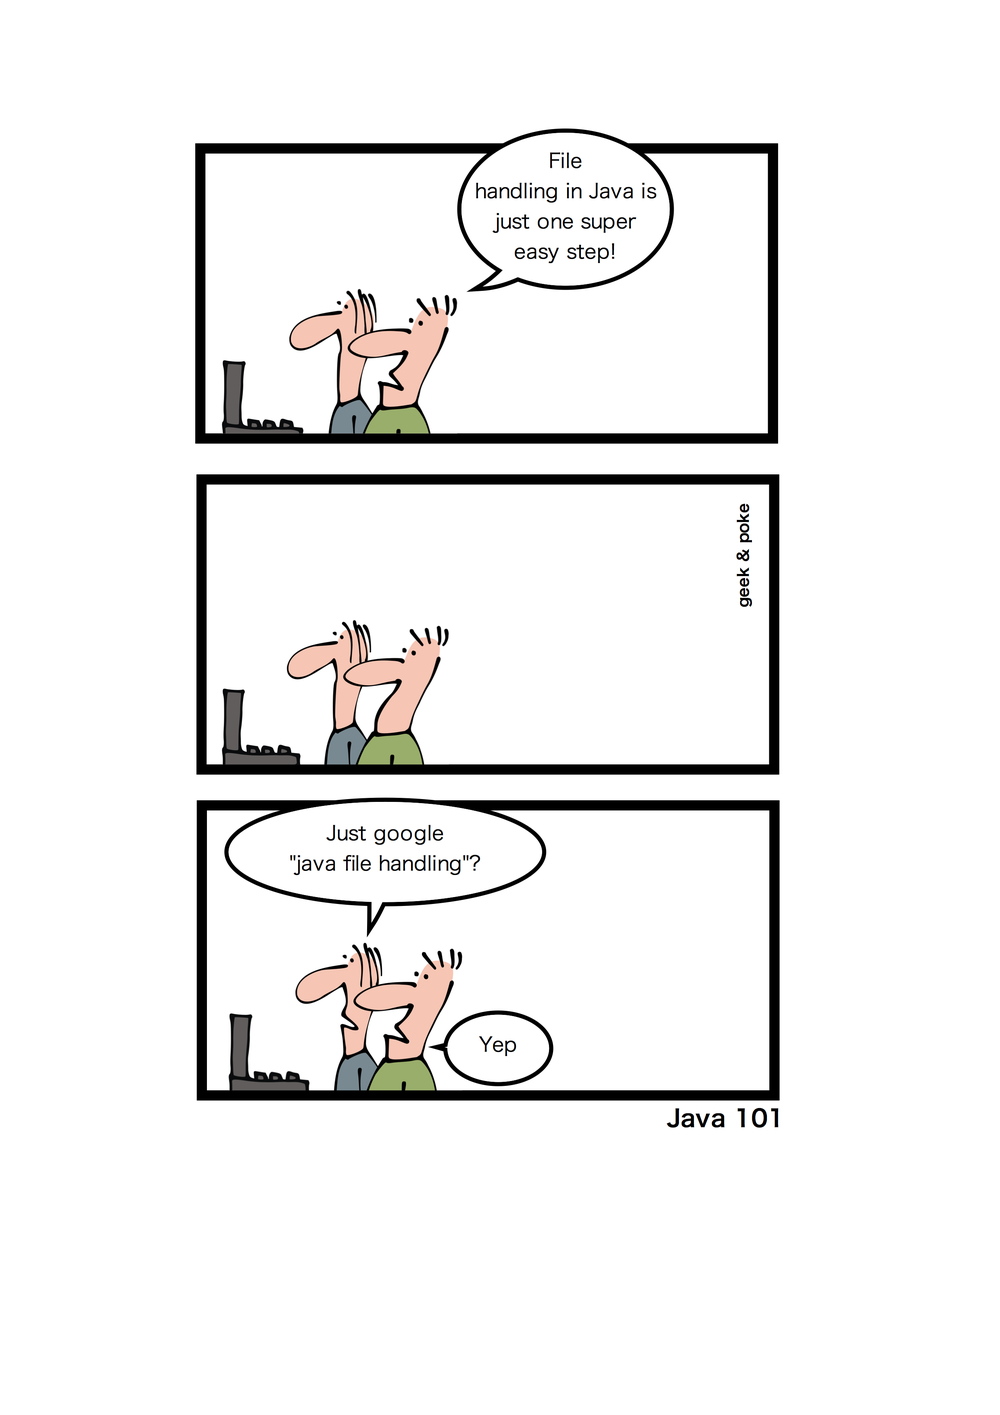 File
handling in Java is
just one super
easy step!
geek & poke
Just google
"java file handling"?
Yep
Java 101